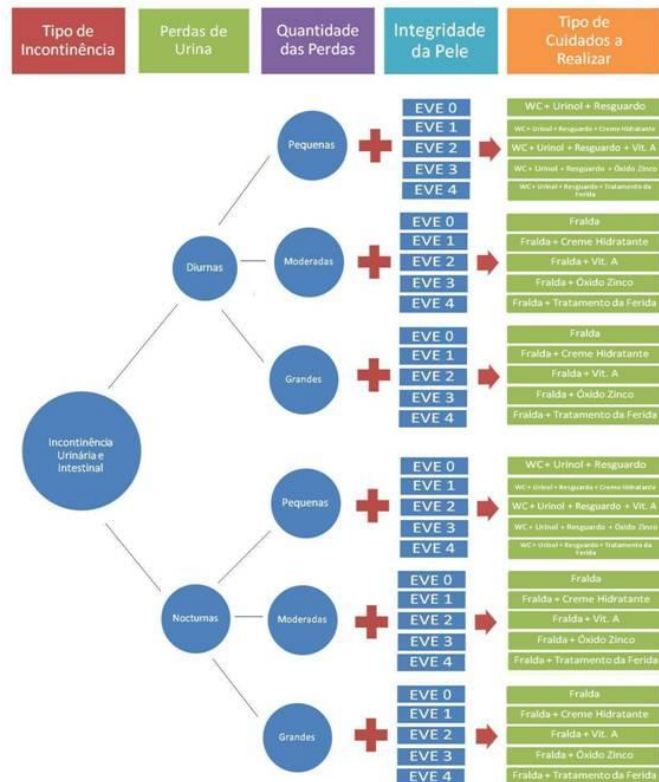 Tipo de
Incontinência
Perdas de
Urina
Quantidade
das Perdas
Integridade
da Pele
Tipo de
Cuidados a
Realizar
Incontinência
Urinária e
Intestinal
Diurnas
Pequenas
EVE 0
EVE 1
EVE 2
EVE 3
EVE 4
WC + Urinol + Resguardo
WC + Urinol + Resguardo + Creme Hidratante
WC + Urinol + Resguardo + Vit. A
WC + Urinol + Resguardo + Óxido Zinco
WC + Urinol + Resguardo + Tratamento da
Ferida
Moderadas
EVE 0
EVE 1
EVE 2
EVE 3
EVE 4
Fralda
Fralda + Creme Hidratante
Fralda + Vit. A
Fralda + Óxido Zinco
Fralda + Tratamento da Ferida
Grandes
EVE 0
EVE 1
EVE 2
EVE 3
EVE 4
Fralda
Fralda + Creme Hidratante
Fralda + Vit. A
Fralda + Óxido Zinco
Fralda + Tratamento da Ferida
Nocturnas
Pequenas
EVE 0
EVE 1
EVE 2
EVE 3
EVE 4
WC + Urinol + Resguardo
WC + Urinol + Resguardo + Creme Hidratante
WC + Urinol + Resguardo + Vit. A
WC + Urinol + Resguardo + Óxido Zinco
WC + Urinol + Resguardo + Tratamento da
Ferida
Moderadas
EVE 0
EVE 1
EVE 2
EVE 3
EVE 4
Fralda
Fralda + Creme Hidratante
Fralda + Vit. A
Fralda + Óxido Zinco
Fralda + Tratamento da Ferida
Grandes
EVE 0
EVE 1
EVE 2
EVE 3
EVE 4
Fralda
Fralda + Creme Hidratante
Fralda + Vit. A
Fralda + Óxido Zinco
Fralda + Tratamento da Ferida